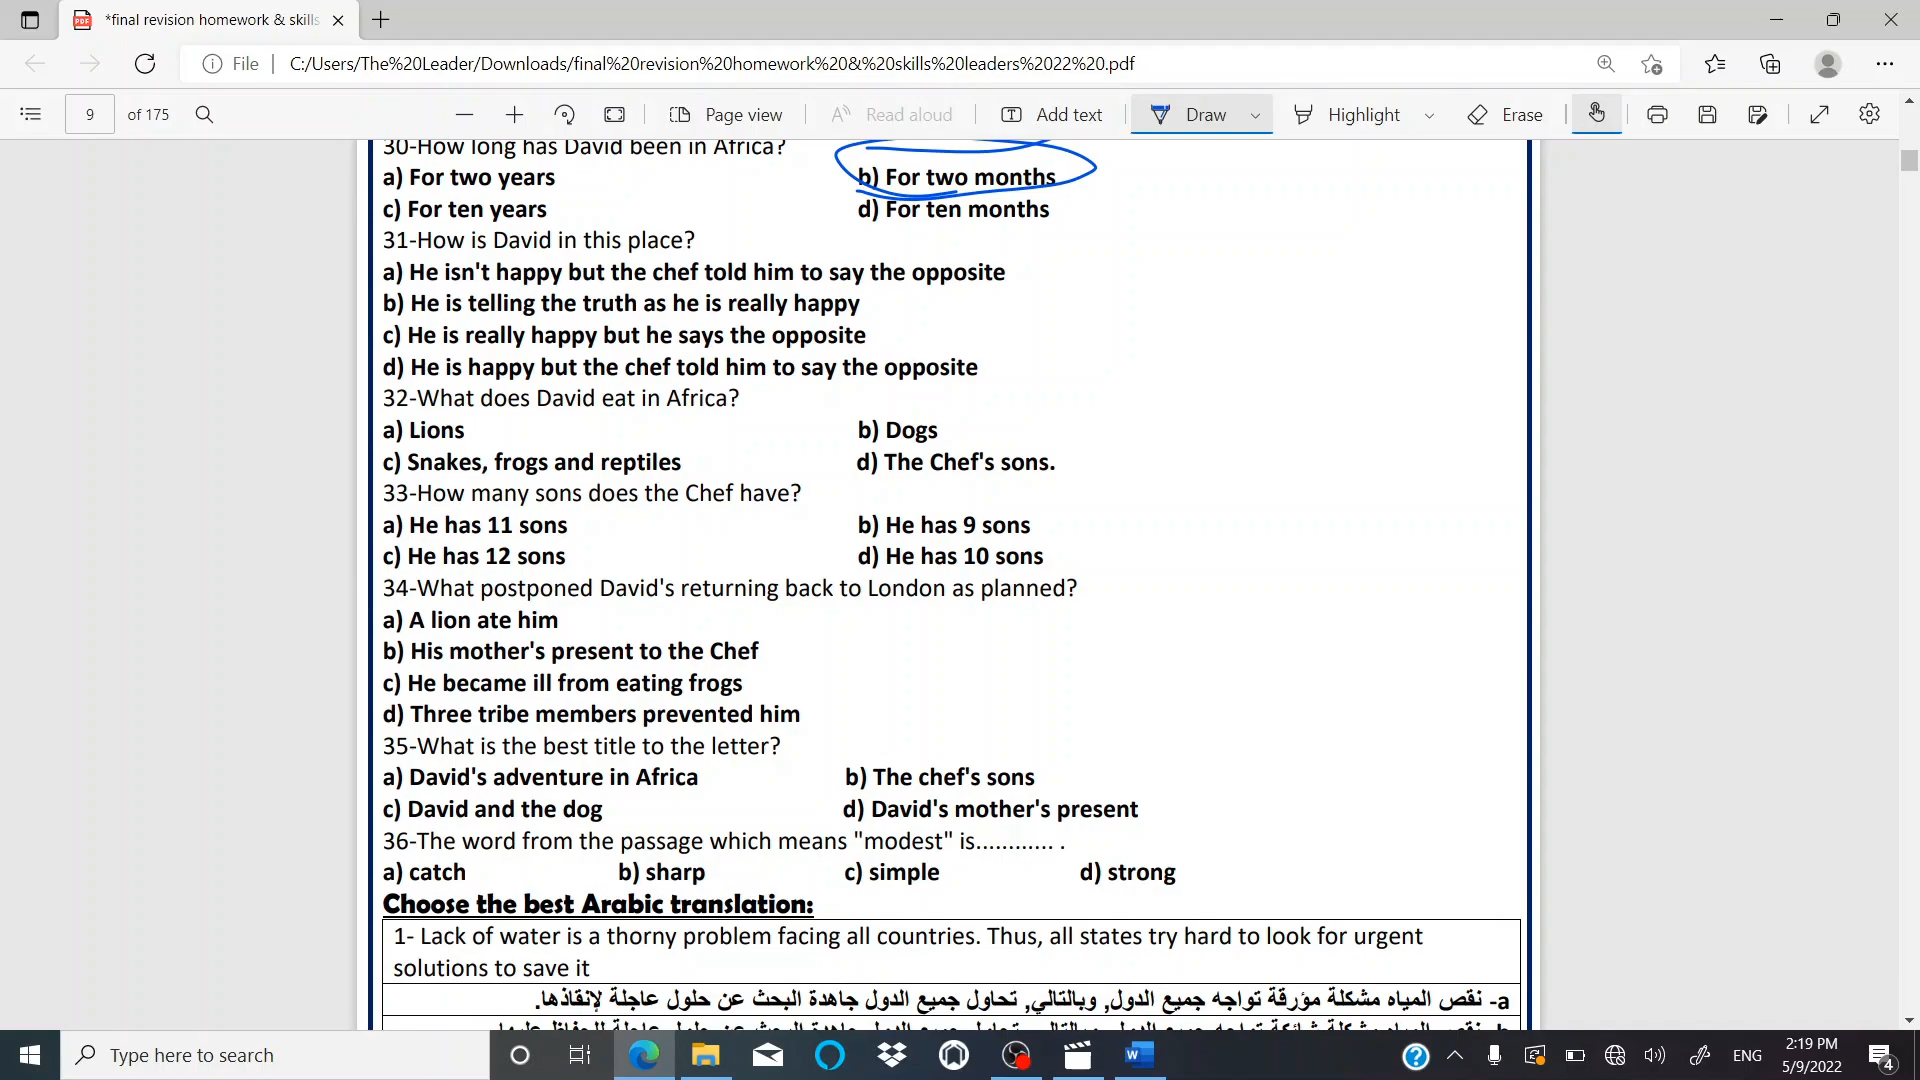 *final revision homework & skills
File
C:/Users/The%20Leader/Downloads/final%20revision%20homework%20&%20skills%20leaders%2022%20.pdf
9 of 175
Page view
Read aloud
Add text
Draw
Highlight
Erase
30-How long has David been in Africa?
a) For two years b) For two months
c) For ten years d) For ten months
31-How is David in this place?
a) He isn't happy but the chef told him to say the opposite
b) He is telling the truth as he is really happy
c) He is really happy but he says the opposite
d) He is happy but the chef told him to say the opposite
32-What does David eat in Africa?
a) Lions b) Dogs
c) Snakes, frogs and reptiles d) The Chef's sons.
33-How many sons does the Chef have?
a) He has 11 sons b) He has 9 sons
c) He has 12 sons d) He has 10 sons
34-What postponed David's returning back to London as planned?
a) A lion ate him
b) His mother's present to the Chef
c) He became ill from eating frogs
d) Three tribe members prevented him
35-What is the best title to the letter?
a) David's adventure in Africa b) The chef's sons
c) David and the dog d) David's mother's present
36-The word from the passage which means "modest" is............ .
a) catch b) sharp c) simple d) strong
Choose the best Arabic translation:
1- Lack of water is a thorny problem facing all countries. Thus, all states try hard to look for urgent
solutions to save it
a- نقص المياه مشكلة مؤرقة تواجه جميع الدول, وبالتالي, تحاول جميع الدول جاهدة البحث عن حلول عاجلة لإنقاذها.
Type here to search
ENG
2:19 PM
5/9/2022
4